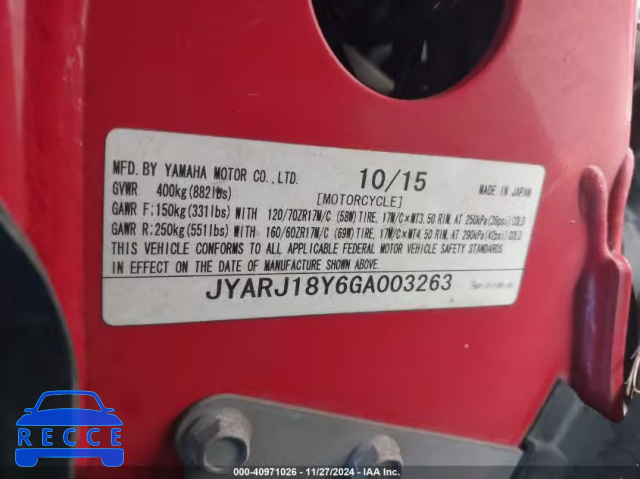 MFD. BY YAMAHA MOTOR CO., LTD. 10/15
GVWR 400kg(882lbs) [MOTORCYCLE] MADE IN JAPAN
GAWR F:150kg(331lbs) WITH 120/70ZR17M/C (58W) TIRE, 17M/C×MT3.50 RIM, AT 250kPa(36psi) COLD
GAWR R:250kg(551lbs) WITH 160/60ZR17M/C (69W) TIRE, 17M/C×MT4.50 RIM, AT 290kPa(42psi) COLD
THIS VEHICLE CONFORMS TO ALL APPLICABLE FEDERAL MOTOR VEHICLE SAFETY STANDARDS
IN EFFECT ON THE DATE OF MANUFACTURE SHOWN ABOVE.
JYARJ18Y6GA003263
RECCE
000-40971026 - 11/27/2024 - IAA Inc.